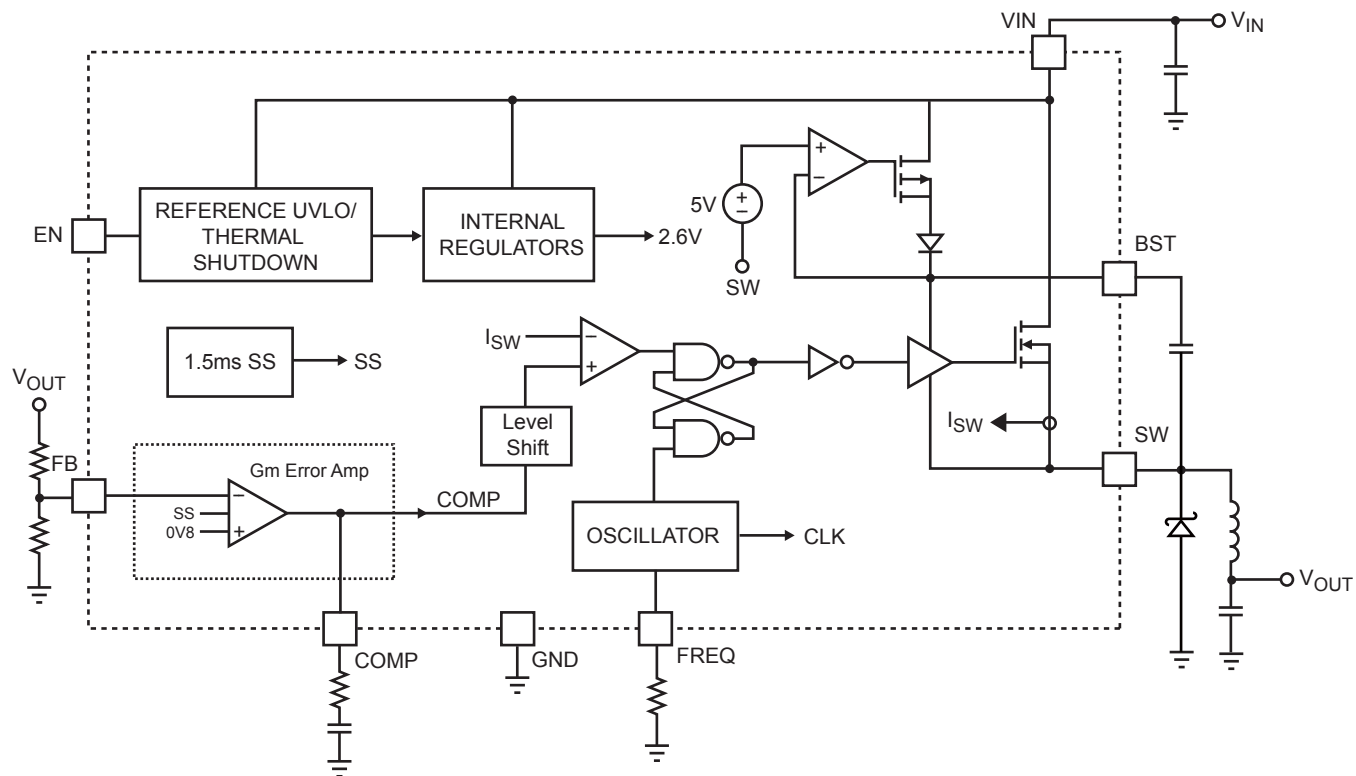 VIN
V_IN
REFERENCE UVLO/
THERMAL
SHUTDOWN
EN
INTERNAL
REGULATORS
2.6V
5V
+
−
+
−
SW
BST
1.5ms SS
SS
I_SW
−
+
V_OUT
Level
Shift
I_SW
SW
FB
Gm Error Amp
−
SS
0V8
+
COMP
OSCILLATOR
CLK
V_OUT
COMP
GND
FREQ